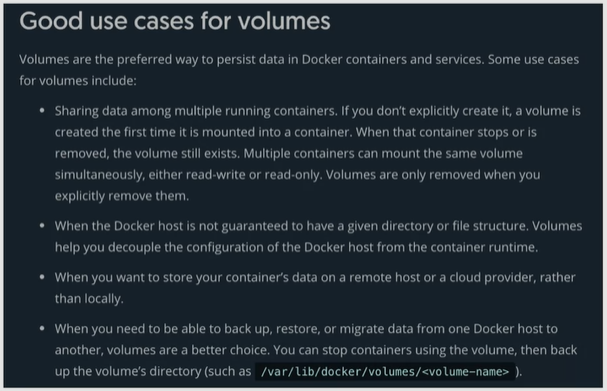 Good use cases for volumes
Volumes are the preferred way to persist data in Docker containers and services. Some use cases
for volumes include:
• Sharing data among multiple running containers. If you don't explicitly create it, a volume is
created the first time it is mounted into a container. When that container stops or is
removed, the volume still exists. Multiple containers can mount the same volume
simultaneously, either read-write or read-only. Volumes are only removed when you
explicitly remove them.
• When the Docker host is not guaranteed to have a given directory or file structure. Volumes
help you decouple the configuration of the Docker host from the container runtime.
• When you want to store your container's data on a remote host or a cloud provider, rather
than locally.
• When you need to be able to back up, restore, or migrate data from one Docker host to
another, volumes are a better choice. You can stop containers using the volume, then back
up the volume's directory (such as /var/lib/docker/volumes/<volume-name> ).